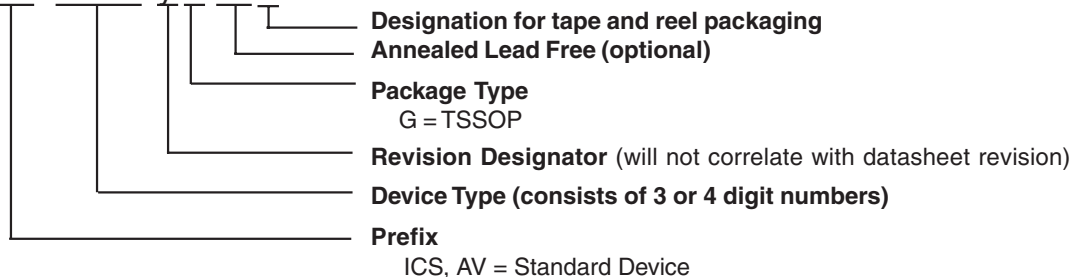 Designation for tape and reel packaging
Annealed Lead Free (optional)
Package Type
G = TSSOP
Revision Designator (will not correlate with datasheet revision)
Device Type (consists of 3 or 4 digit numbers)
Prefix
ICS, AV = Standard Device